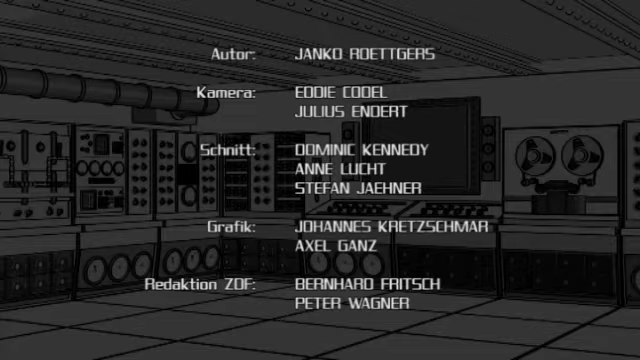 Autor: JANKO ROETTGERS
Kamera: EDDIE CODEL
JULIUS ENDERT
Schnitt: DOMINIC KENNEDY
ANNE LUCHT
STEFAN JAEHNER
Grafik: JOHANNES KRETZSCHMAR
AXEL GANZ
Redaktion ZDF: BERNHARD FRITSCH
PETER WAGNER